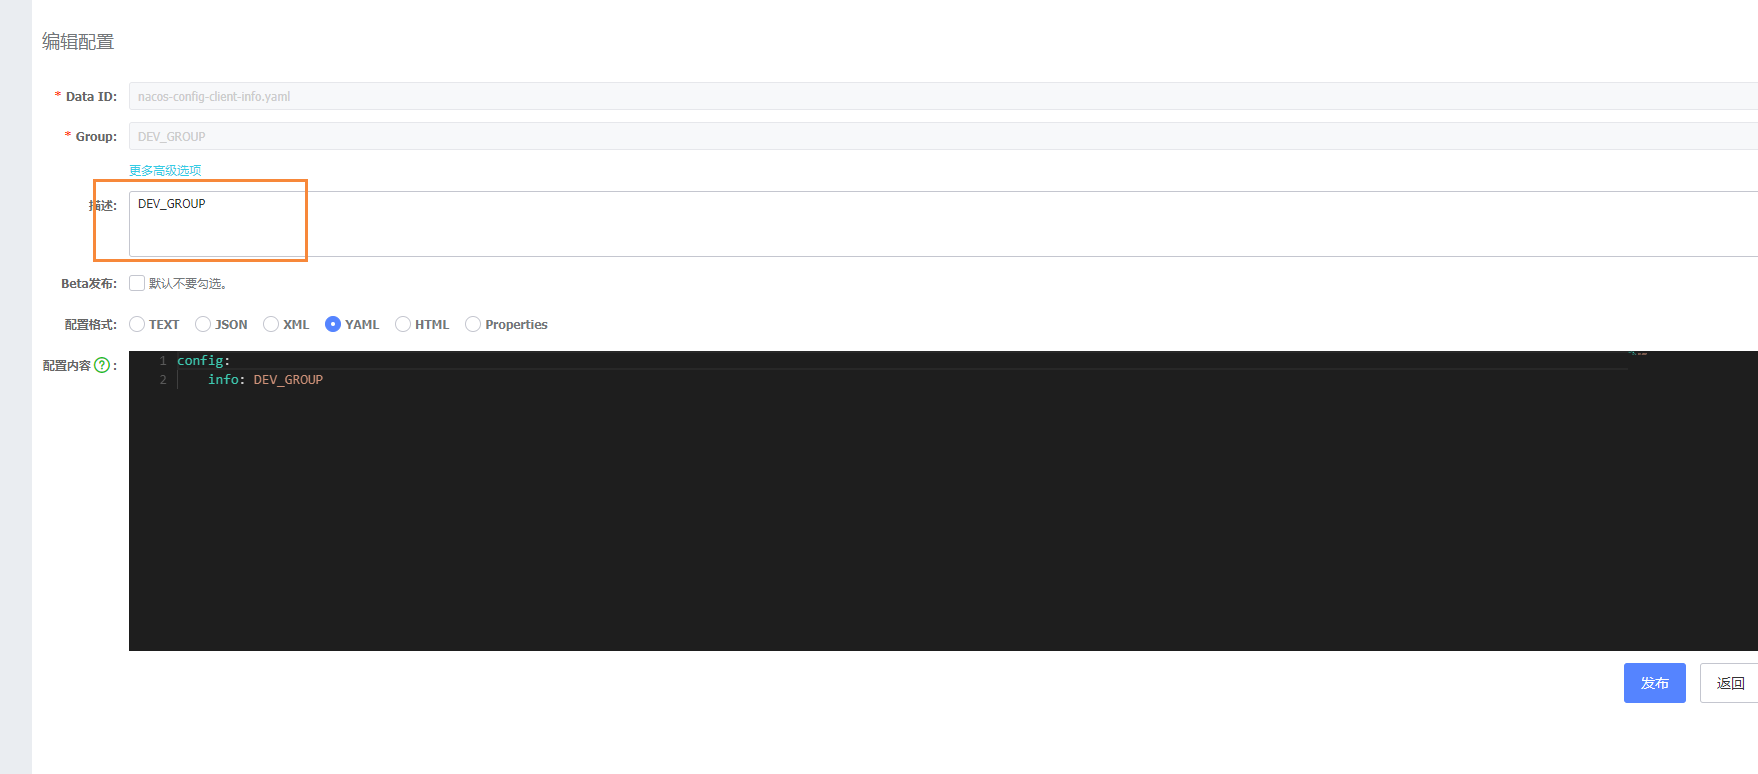 编辑配置
* Data ID: nacos-config-client-info.yaml
* Group: DEV_GROUP
更多高级选项
描述: DEV_GROUP
Beta发布: 默认不要勾选。
配置格式: TEXT JSON XML YAML HTML Properties
配置内容 ? :
1 config:
2     info: DEV_GROUP
发布 返回